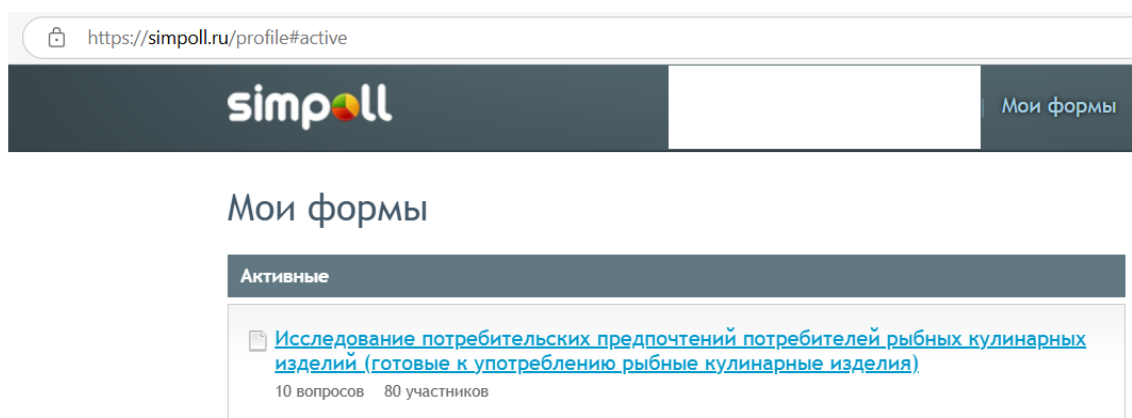 https://simpoll.ru/profile#active
simpoll
Мои формы
Мои формы
Активные
Исследование потребительских предпочтений потребителей рыбных кулинарных
изделий (готовые к употреблению рыбные кулинарные изделия)
10 вопросов 80 участников